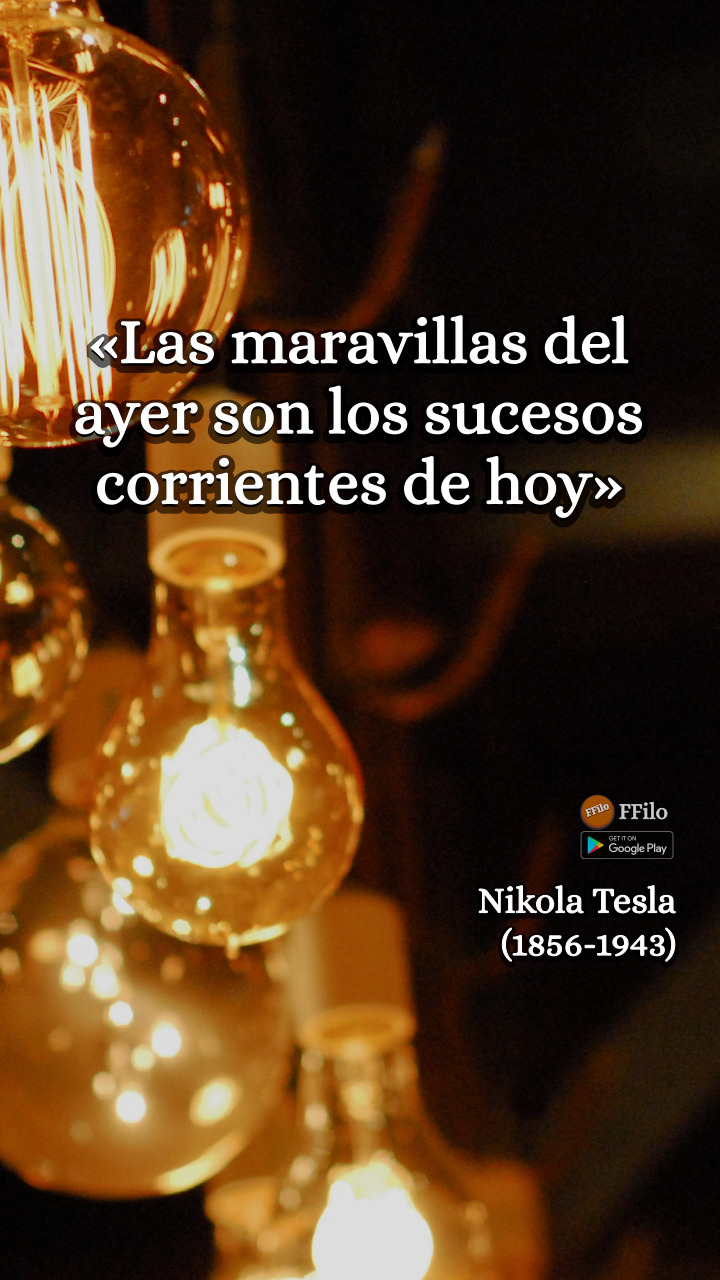 «Las maravillas del
ayer son los sucesos
corrientes de hoy»
FFilo FFilo
GET IT ON
Google Play
Nikola Tesla
(1856-1943)